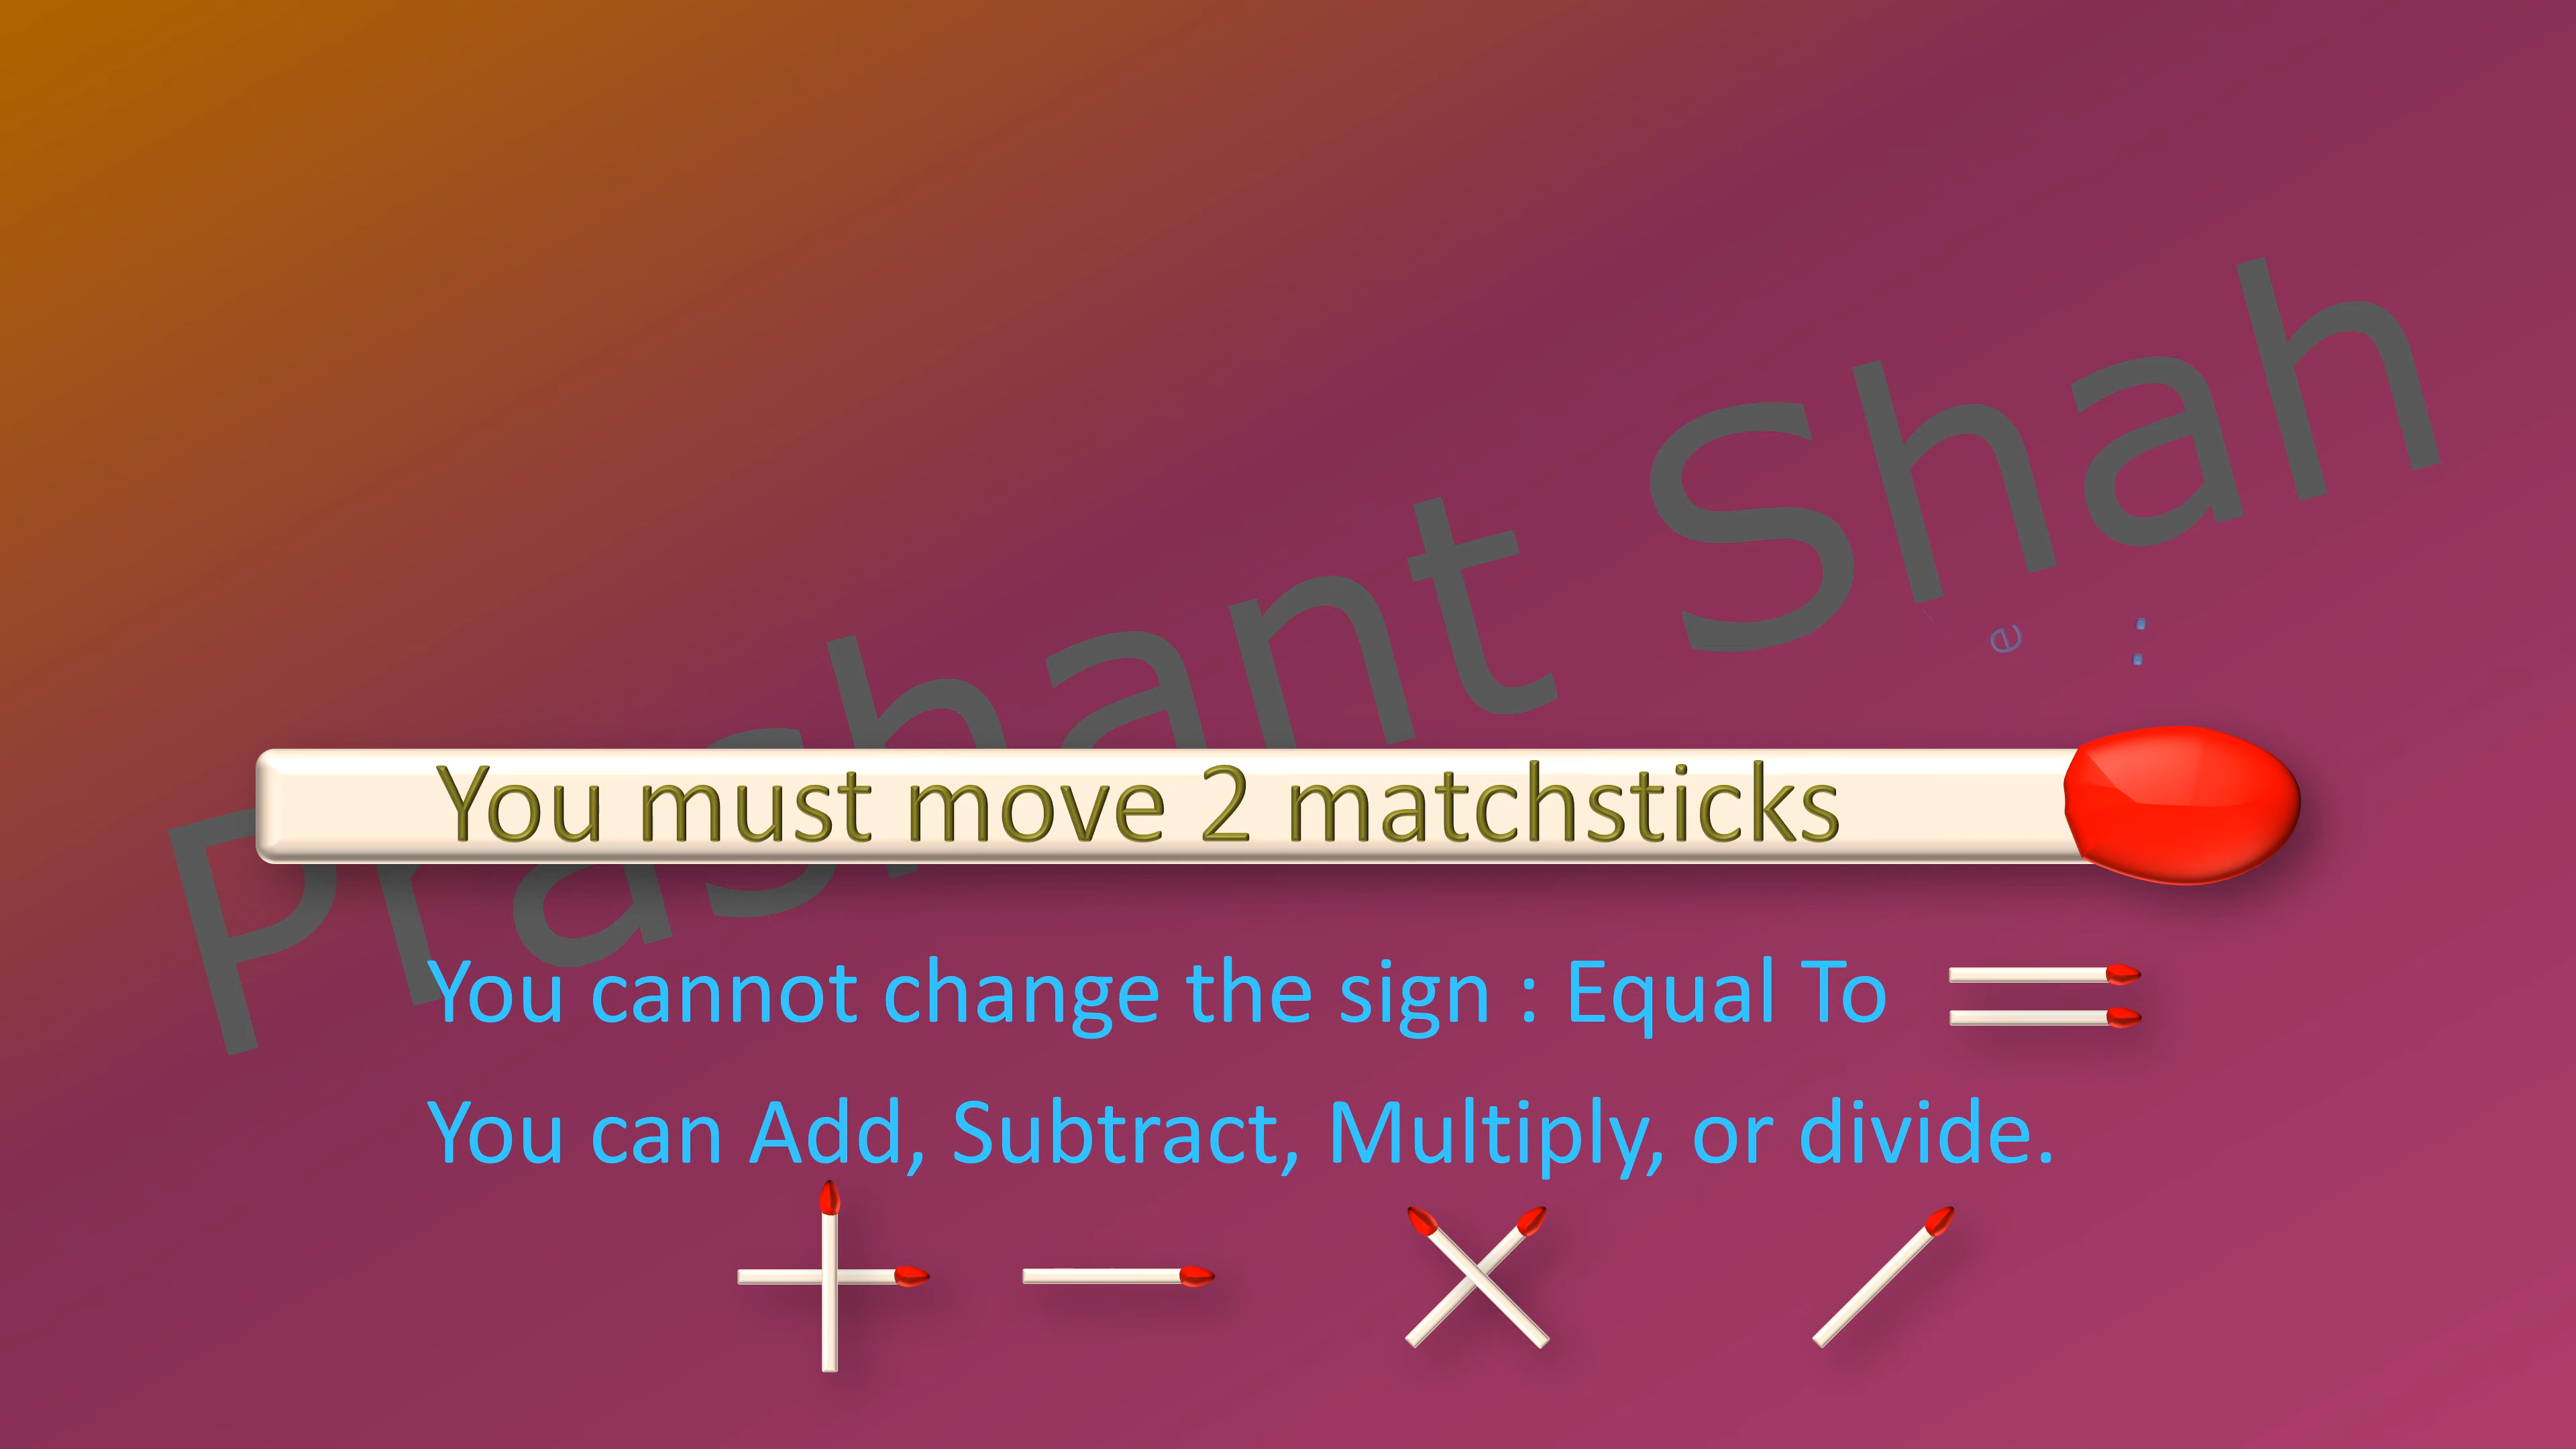 Prashant Shah
You must move 2 matchsticks
You cannot change the sign : Equal To =
You can Add, Subtract, Multiply, or divide.
+ − × /